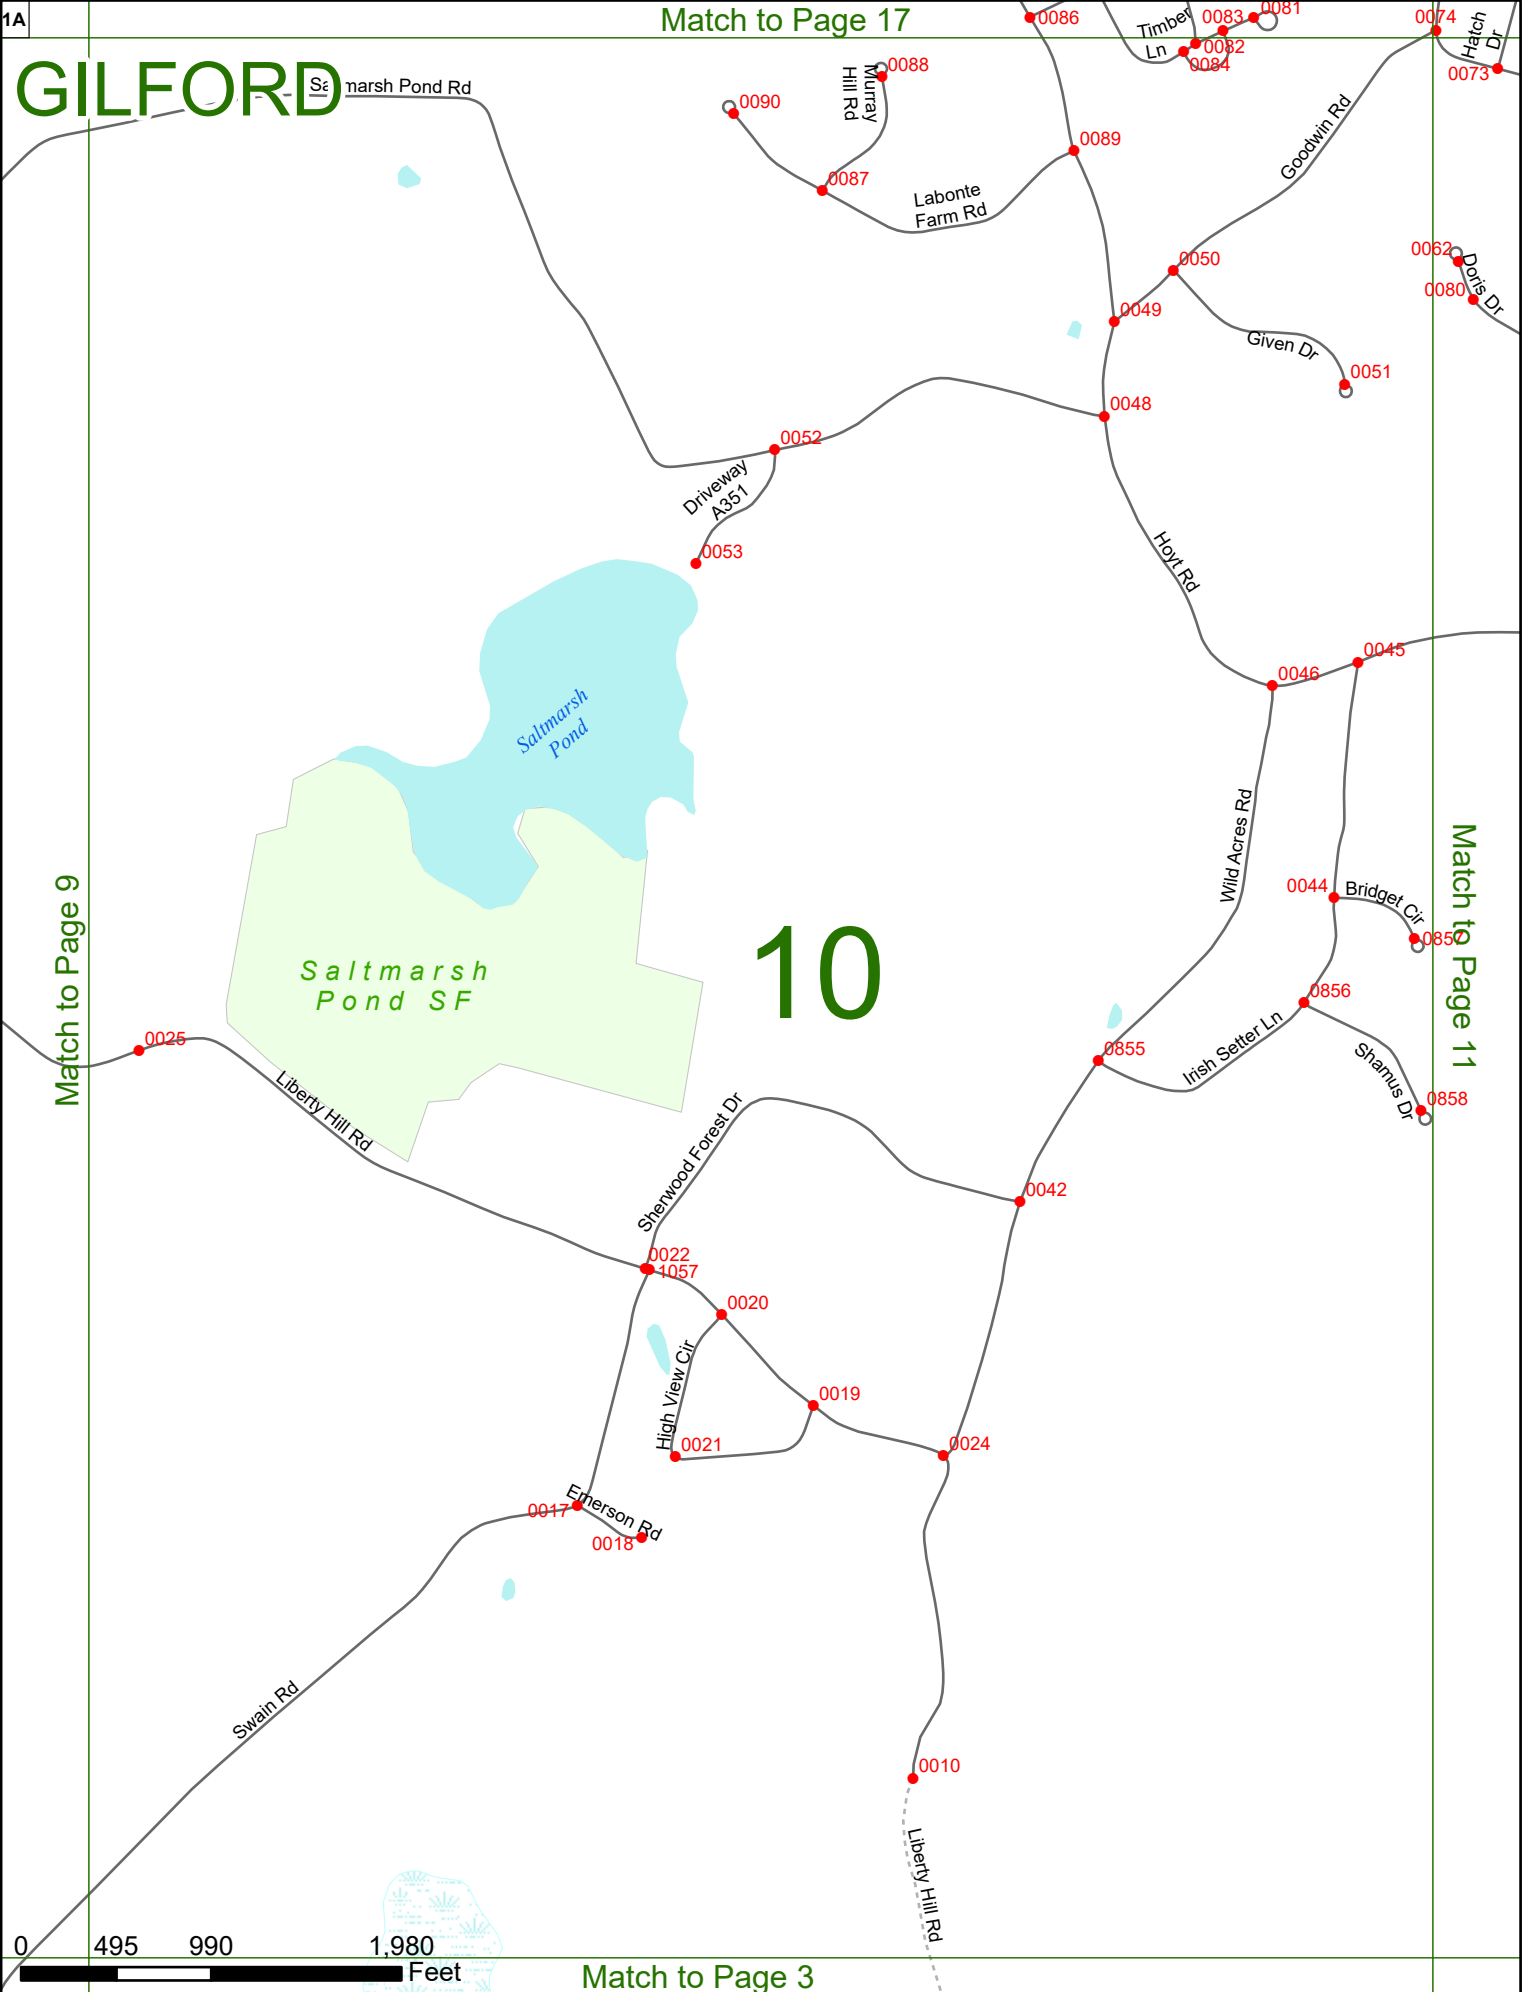 1A
Match to Page 17
GILFORD
Saltmarsh Pond Rd
0086
Timber
Ln
0083
0081
0082
0084
0074
Hatch
Dr
0073
0088
Murray
Hill Rd
0090
0087
0089
Labonte
Farm Rd
Goodwin Rd
0050
0062
Doris Dr
0080
0049
Given Dr
0051
0048
0052
Driveway
A351
0053
Hoyt Rd
0045
0046
Saltmarsh
Pond
Wild Acres Rd
0044
Bridget Cir
0857
Match to Page 9
Match to Page 11
Saltmarsh
Pond SF
10
0856
0025
0855
Irish Setter Ln
Shamus Dr
0858
Liberty Hill Rd
Sherwood Forest Dr
0042
0022
1057
0020
High View Cir
0019
0021
0024
Emerson Rd
0017
0018
Swain Rd
0010
Liberty Hill Rd
0 495 990 1,980
Feet
Match to Page 3